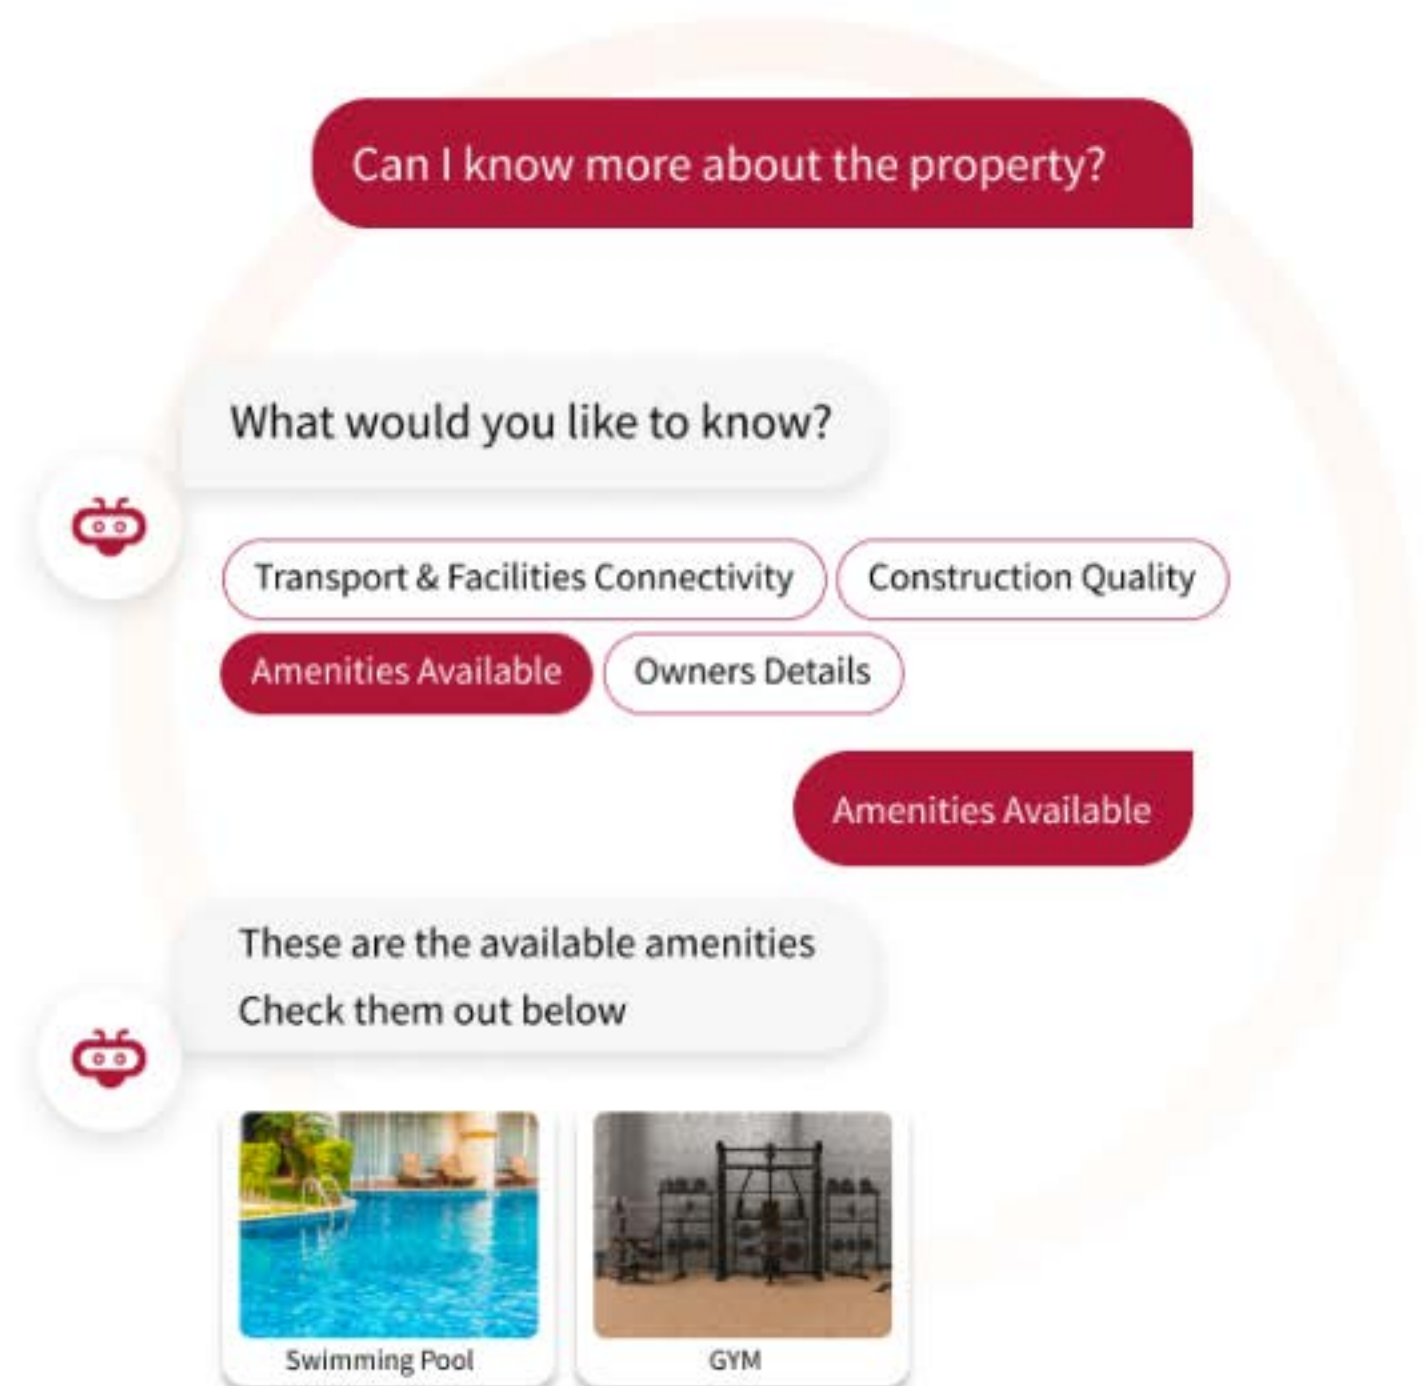 Can I know more about the property?
What would you like to know?
Transport & Facilities Connectivity
Construction Quality
Amenities Available
Owners Details
Amenities Available
These are the available amenities
Check them out below
Swimming Pool
GYM